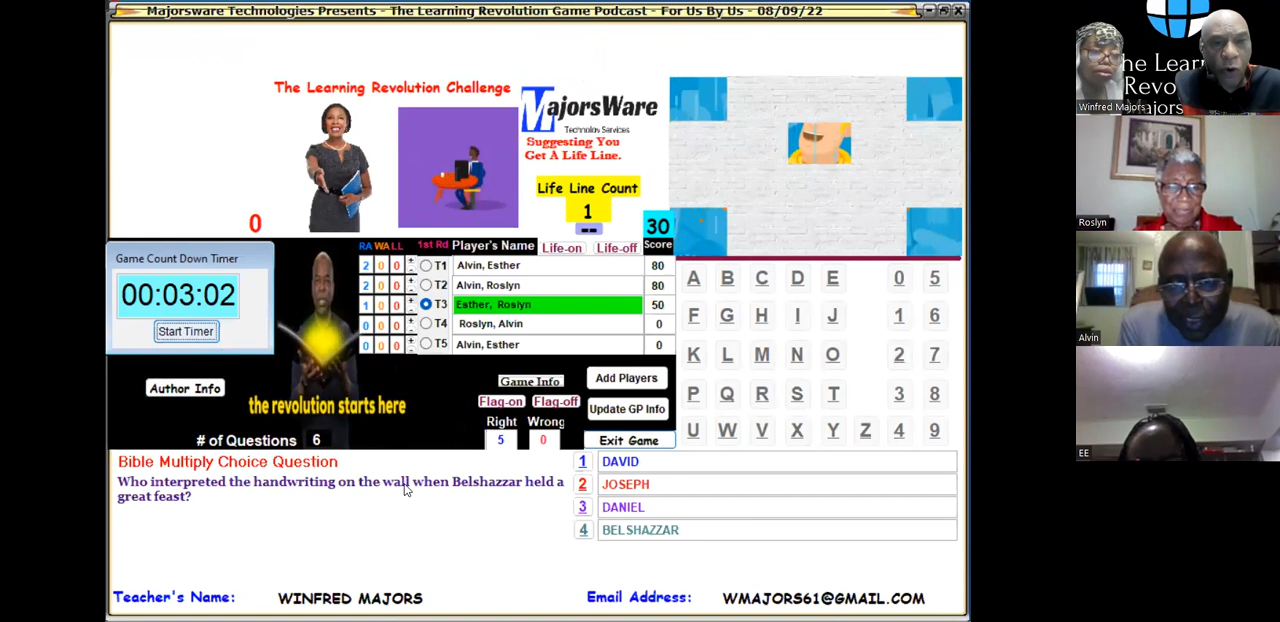 Majorsware Technologies Presents - The Learning Revolution Game Podcast - For Us By Us - 08/09/22
The Learning Revolution Challenge
MajorsWare
Technology Services
Suggesting You
Get A Life Line.
Life Line Count
1
--
0
30
Game Count Down Timer
00:03:02
Start Timer
RA WA LL 1st Rd Player's Name Life-on Life-off Score
2 0 0 + - T1 Alvin, Esther 80
2 0 0 + - T2 Alvin, Roslyn 80
1 0 0 + - T3 Esther, Roslyn 50
0 0 0 + - T4 Roslyn, Alvin 0
0 0 0 + - T5 Alvin, Esther 0
Author Info
the revolution starts here
# of Questions 6
Game Info
Flag-on Flag-off
Right Wrong
5 0
Add Players
Update GP Info
Exit Game
A B C D E 0 5
F G H I J 1 6
K L M N O 2 7
P Q R S T 3 8
U W V X Y Z 4 9
Bible Multiply Choice Question
Who interpreted the handwriting on the wall when Belshazzar held a
great feast?
1 DAVID
2 JOSEPH
3 DANIEL
4 BELSHAZZAR
Teacher's Name: WINFRED MAJORS
Email Address: WMAJORS61@GMAIL.COM
he Lear
Revo
Majors
Winfred Majors
Roslyn
Alvin
EE